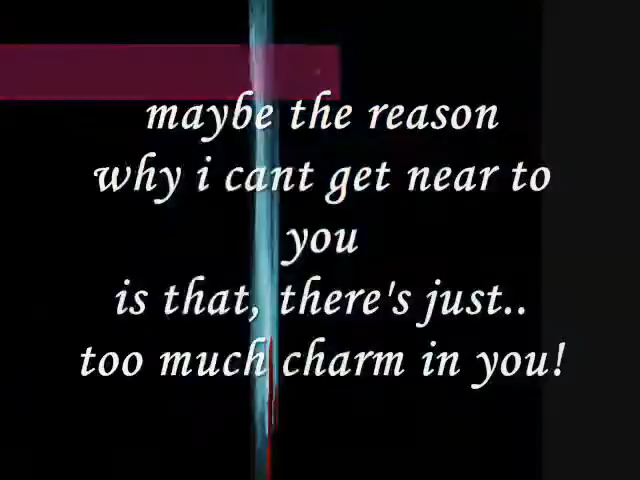 maybe the reason
why i cant get near to
you
is that, there's just..
too much charm in you!